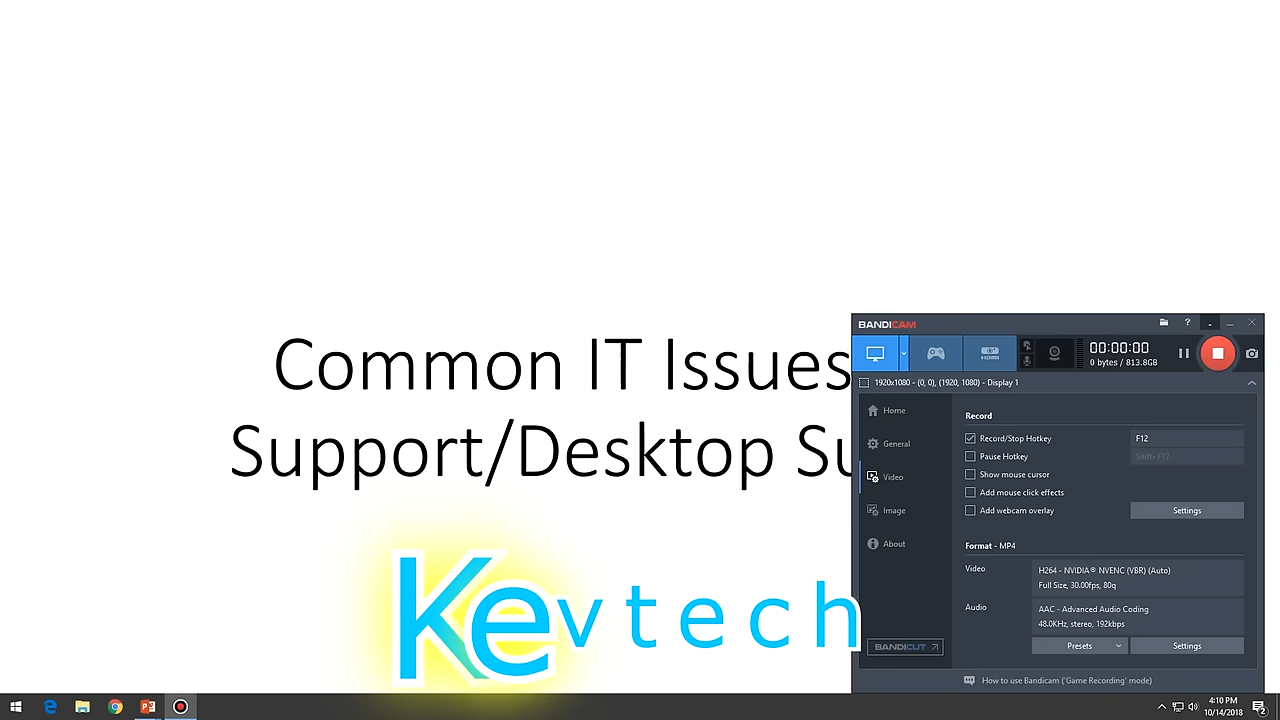 Common IT Issues
Support/Desktop Su
Kevtech
BANDICAM
?
HDMI
00:00:00
0 bytes / 813.8GB
1920x1080 - (0, 0), (1920, 1080) - Display 1
Home
General
Video
Image
About
BANDICUT
Record
Record/Stop Hotkey
F12
Pause Hotkey
Shift+F12
Show mouse cursor
Add mouse click effects
Add webcam overlay
Settings
Format - MP4
Video
H264 - NVIDIA® NVENC (VBR) (Auto)
Full Size, 30.00fps, 80q
Audio
AAC - Advanced Audio Coding
48.0KHz, stereo, 192kbps
Presets
Settings
How to use Bandicam ('Game Recording' mode)
4:10 PM
10/14/2018
2